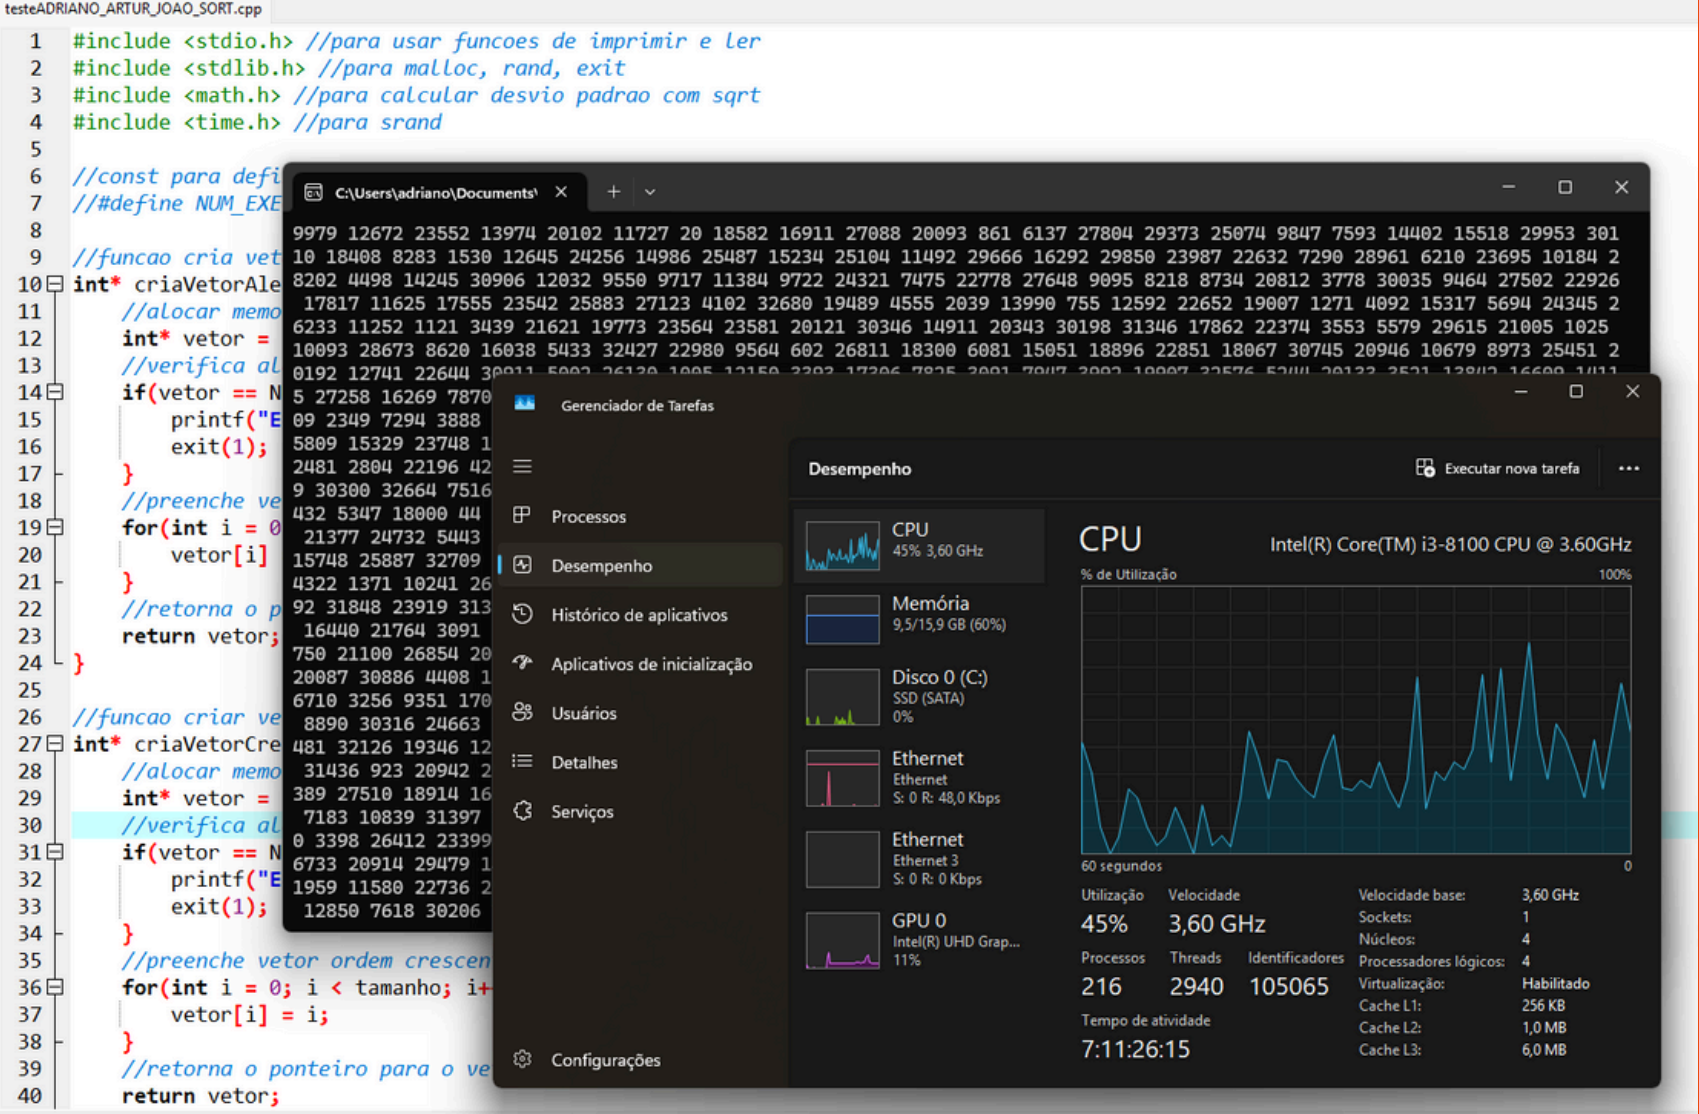 testeADRIANO_ARTUR_JOAO_SORT.cpp
1 #include <stdio.h> //para usar funcoes de imprimir e ler
2 #include <stdlib.h> //para malloc, rand, exit
3 #include <math.h> //para calcular desvio padrao com sqrt
4 #include <time.h> //para srand
5
6 //const para defi
7 //#define NUM_EXE
8
9 //funcao cria vet
10 int* criaVetorAle
11 //alocar memo
12 int* vetor =
13 //verifica al
14 if(vetor == N
15 printf("E
16 exit(1);
17 }
18 //preenche ve
19 for(int i = 0
20 vetor[i]
21 }
22 //retorna o p
23 return vetor;
24 }
25
26 //funcao criar ve
27 int* criaVetorCre
28 //alocar memo
29 int* vetor =
30 //verifica al
31 if(vetor == N
32 printf("E
33 exit(1);
34 }
35 //preenche vetor ordem crescen
36 for(int i = 0; i < tamanho; i+
37 vetor[i] = i;
38 }
39 //retorna o ponteiro para o ve
40 return vetor;
C:\Users\adriano\Documents\
9979 12672 23552 13974 20102 11727 20 18582 16911 27088 20093 861 6137 27804 29373 25074 9847 7593 14402 15518 29953 301
10 18408 8283 1530 12645 24256 14986 25487 15234 25104 11492 29666 16292 29850 23987 22632 7290 28961 6210 23695 10184 2
8202 4498 14245 30906 12032 9550 9717 11384 9722 24321 7475 22778 27648 9095 8218 8734 20812 3778 30035 9464 27502 22926
17817 11625 17555 23542 25883 27123 4102 32680 19489 4555 2039 13990 755 12592 22652 19007 1271 4092 15317 5694 24345 2
6233 11252 1121 3439 21621 19773 23564 23581 20121 30346 14911 20343 30198 31346 17862 22374 3553 5579 29615 21005 1025
10093 28673 8620 16038 5433 32427 22980 9564 602 26811 18300 6081 15051 18896 22851 18067 30745 20946 10679 8973 25451 2
0192 12741 22644
5 27258 16269 7870
09 2349 7294 3888
5809 15329 23748 1
2481 2804 22196 42
9 30300 32664 7516
432 5347 18000 44
21377 24732 5443
15748 25887 32709
4322 1371 10241 26
92 31848 23919 313
16440 21764 3091
750 21100 26854 20
20087 30886 4408 1
6710 3256 9351 170
8890 30316 24663
481 32126 19346 12
31436 923 20942 2
389 27510 18914 16
7183 10839 31397
0 3398 26412 23399
6733 20914 29479 1
1959 11580 22736 2
12850 7618 30206
Gerenciador de Tarefas
Processos
Desempenho
Histórico de aplicativos
Aplicativos de inicialização
Usuários
Detalhes
Serviços
Configurações
Desempenho
Executar nova tarefa
CPU
45% 3,60 GHz
Memória
9,5/15,9 GB (60%)
Disco 0 (C:)
SSD (SATA)
0%
Ethernet
Ethernet
S: 0 R: 48,0 Kbps
Ethernet
Ethernet 3
S: 0 R: 0 Kbps
GPU 0
Intel(R) UHD Grap...
11%
CPU Intel(R) Core(TM) i3-8100 CPU @ 3.60GHz
% de Utilização 100%
60 segundos 0
Utilização Velocidade
45% 3,60 GHz
Processos Threads Identificadores
216 2940 105065
Tempo de atividade
7:11:26:15
Velocidade base: 3,60 GHz
Sockets: 1
Núcleos: 4
Processadores lógicos: 4
Virtualização: Habilitado
Cache L1: 256 KB
Cache L2: 1,0 MB
Cache L3: 6,0 MB